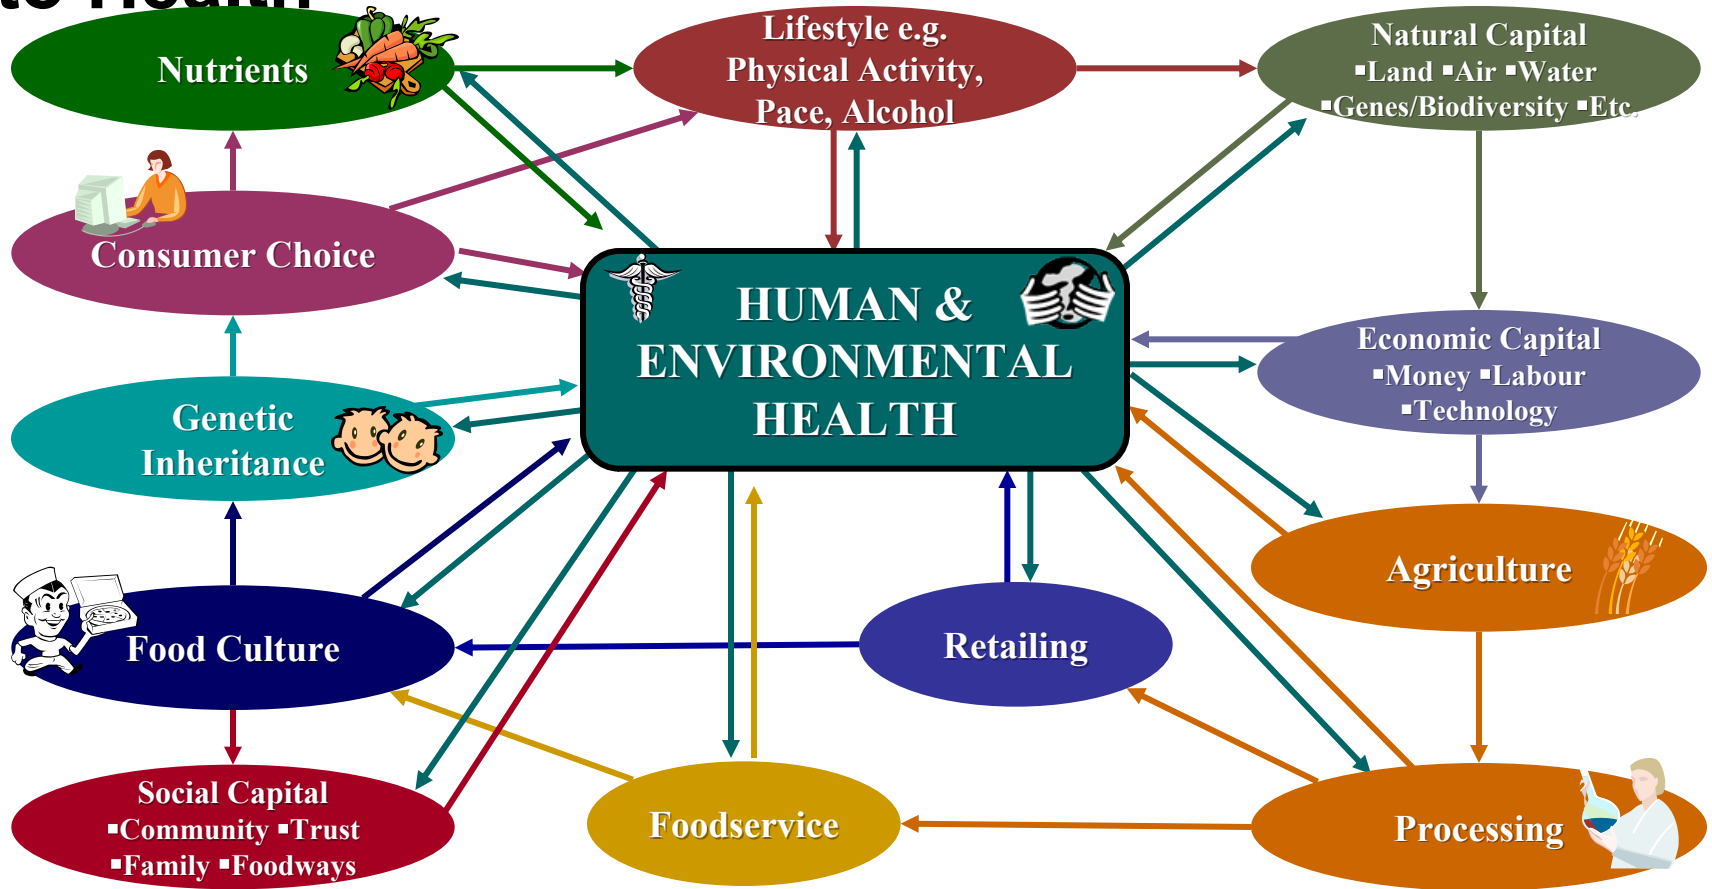 to Health
Nutrients
Lifestyle e.g.
Physical Activity,
Pace, Alcohol
Natural Capital
▪Land ▪Air ▪Water
▪Genes/Biodiversity ▪Etc.
Consumer Choice
HUMAN &
ENVIRONMENTAL
HEALTH
Economic Capital
▪Money ▪Labour
▪Technology
Genetic
Inheritance
Agriculture
Food Culture
Retailing
Social Capital
▪Community ▪Trust
▪Family ▪Foodways
Foodservice
Processing